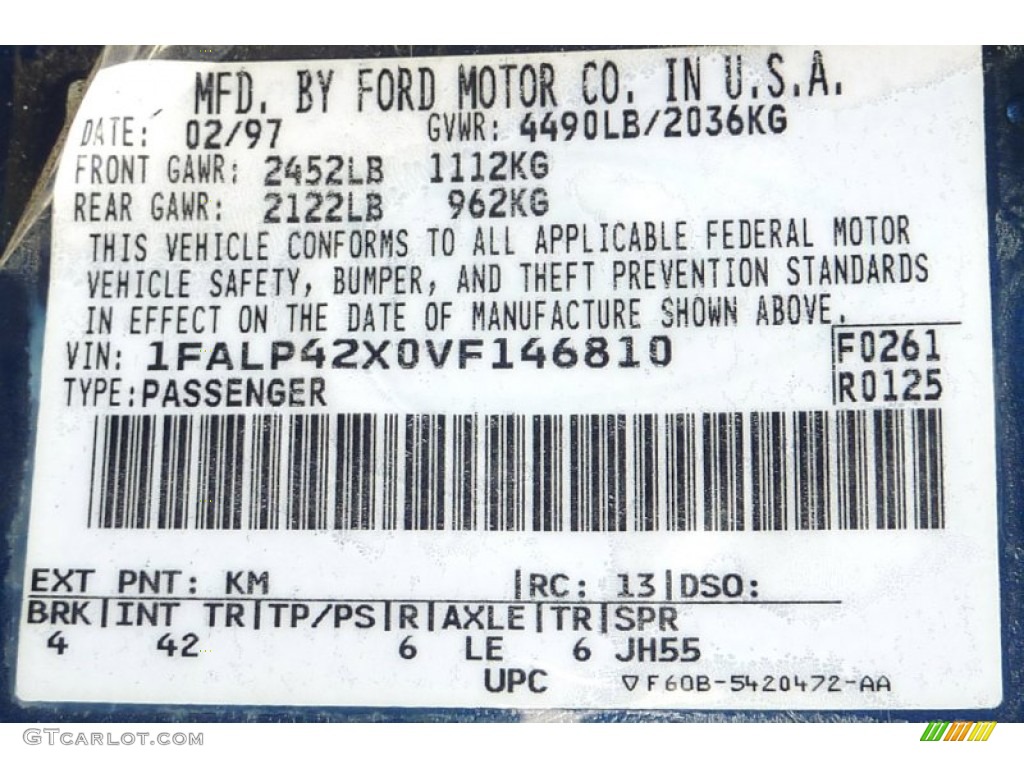 MFD. BY FORD MOTOR CO. IN U.S.A.
DATE: 02/97 GVWR: 4490LB/2036KG
FRONT GAWR: 2452LB 1112KG
REAR GAWR: 2122LB 962KG
THIS VEHICLE CONFORMS TO ALL APPLICABLE FEDERAL MOTOR
VEHICLE SAFETY, BUMPER, AND THEFT PREVENTION STANDARDS
IN EFFECT ON THE DATE OF MANUFACTURE SHOWN ABOVE.
VIN: 1FALP42X0VF146810 F0261
TYPE: PASSENGER R0125
EXT PNT: KM |RC: 13|DSO:
BRK|INT TR|TP/PS|R|AXLE|TR|SPR
4 42 6 LE 6 JH55
UPC ▽F60B-5420472-AA
GTCarlot.com